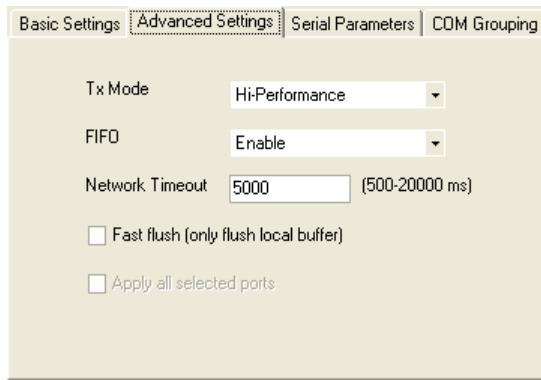 Basic Settings Advanced Settings Serial Parameters COM Grouping
Tx Mode Hi-Performance
FIFO Enable
Network Timeout 5000 (500-20000 ms)
Fast flush (only flush local buffer)
Apply all selected ports